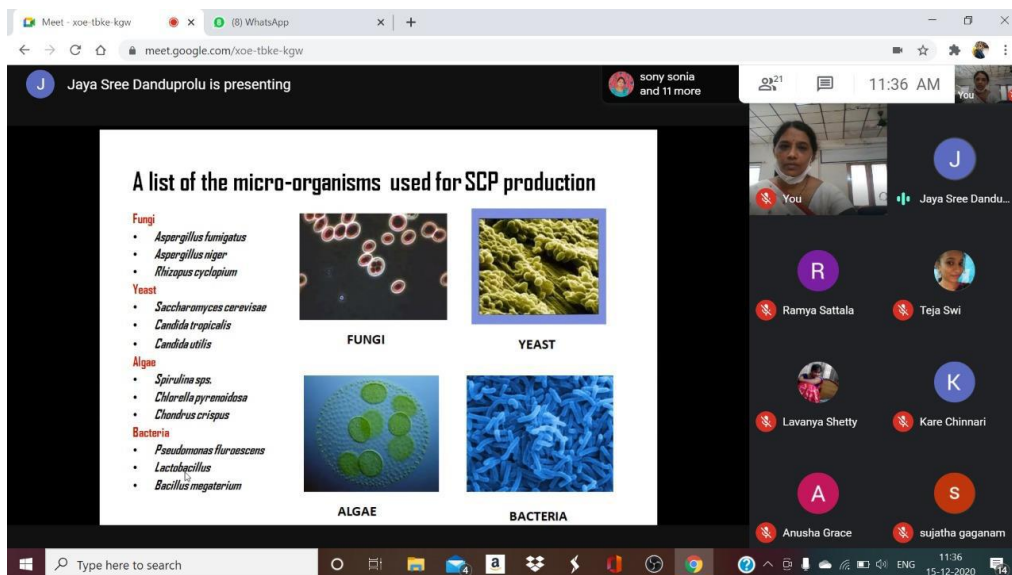 Meet - xoe-tbke-kgw
(8) WhatsApp
meet.google.com/xoe-tbke-kgw
J Jaya Sree Danduprolu is presenting
sony sonia
and 11 more
21
11:36 AM
You
A list of the micro-organisms used for SCP production
Fungi
• Aspergillus fumigatus
• Aspergillus niger
• Rhizopus cyclopium
Yeast
• Saccharomyces cerevisae
• Candida tropicalis
• Candida utilis
Algae
• Spirulina sps.
• Chlorella pyrenoidosa
• Chondrus crispus
Bacteria
• Pseudomonas fluroescens
• Lactobacillus
• Bacillus megaterium
FUNGI
YEAST
ALGAE
BACTERIA
You
J
Jaya Sree Dandu...
R
Ramya Sattala
Teja Swi
Lavanya Shetty
K
Kare Chinnari
A
Anusha Grace
s
sujatha gaganam
Type here to search
4
a
ENG
11:36
15-12-2020
14